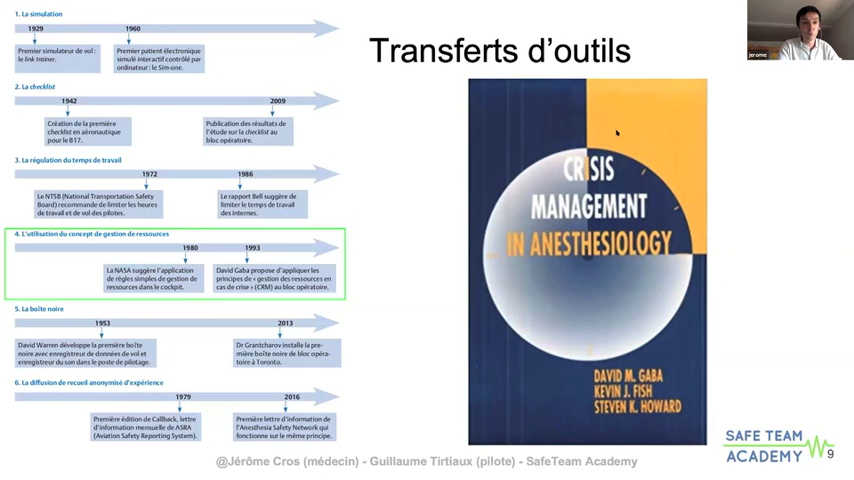 1. La simulation
1929
1960
Premier simulateur de vol :
le link trainer.
Premier patient électronique
simulé interactif contrôlé par
ordinateur : le Sim-one.
2. La checklist
1942
2009
Création de la première
checklist en aéronautique
pour le B17.
Publication des résultats de
l'étude sur la checklist au
bloc opératoire.
3. La régulation du temps de travail
1972
1986
Le NTSB (National Transportation Safety
Board) recommande de limiter les heures
de travail et de vol des pilotes.
Le rapport Bell suggère de
limiter le temps de travail
des internes.
4. L'utilisation du concept de gestion de ressources
1980
1993
La NASA suggère l'application
de règles simples de gestion de
ressources dans le cockpit.
David Gaba propose d'appliquer les
principes de « gestion des ressources en
cas de crise » (CRM) au bloc opératoire.
5. La boîte noire
1953
2013
David Warren développe la première boîte
noire avec enregistreur de données de vol et
enregistreur du son dans le poste de pilotage.
Dr Grantcharov installe la pre-
mière boîte noire de bloc opéra-
toire à Toronto.
6. La diffusion de recueil anonymisé d'expérience
1979
2016
Première édition de Callback, lettre
d'information mensuelle de ASRA
(Aviation Safety Reporting System).
Première lettre d'information de
l'Anesthesia Safety Network qui
fonctionne sur le même principe.
Transferts d'outils
CRISIS
MANAGEMENT
IN ANESTHESIOLOGY
DAVID M. GABA
KEVIN J. FISH
STEVEN K. HOWARD
jerome
SAFE TEAM
ACADEMY
9
@Jérôme Cros (médecin) - Guillaume Tirtiaux (pilote) - SafeTeam Academy